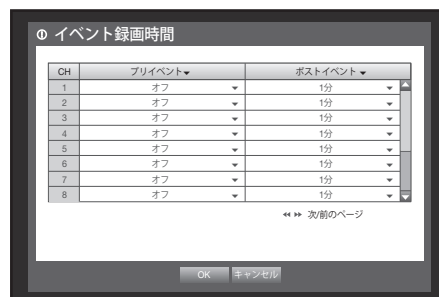 イベント録画時間
CH プリイベント ポストイベント
1 オフ 1分
2 オフ 1分
3 オフ 1分
4 オフ 1分
5 オフ 1分
6 オフ 1分
7 オフ 1分
8 オフ 1分
次/前のページ
OK キャンセル